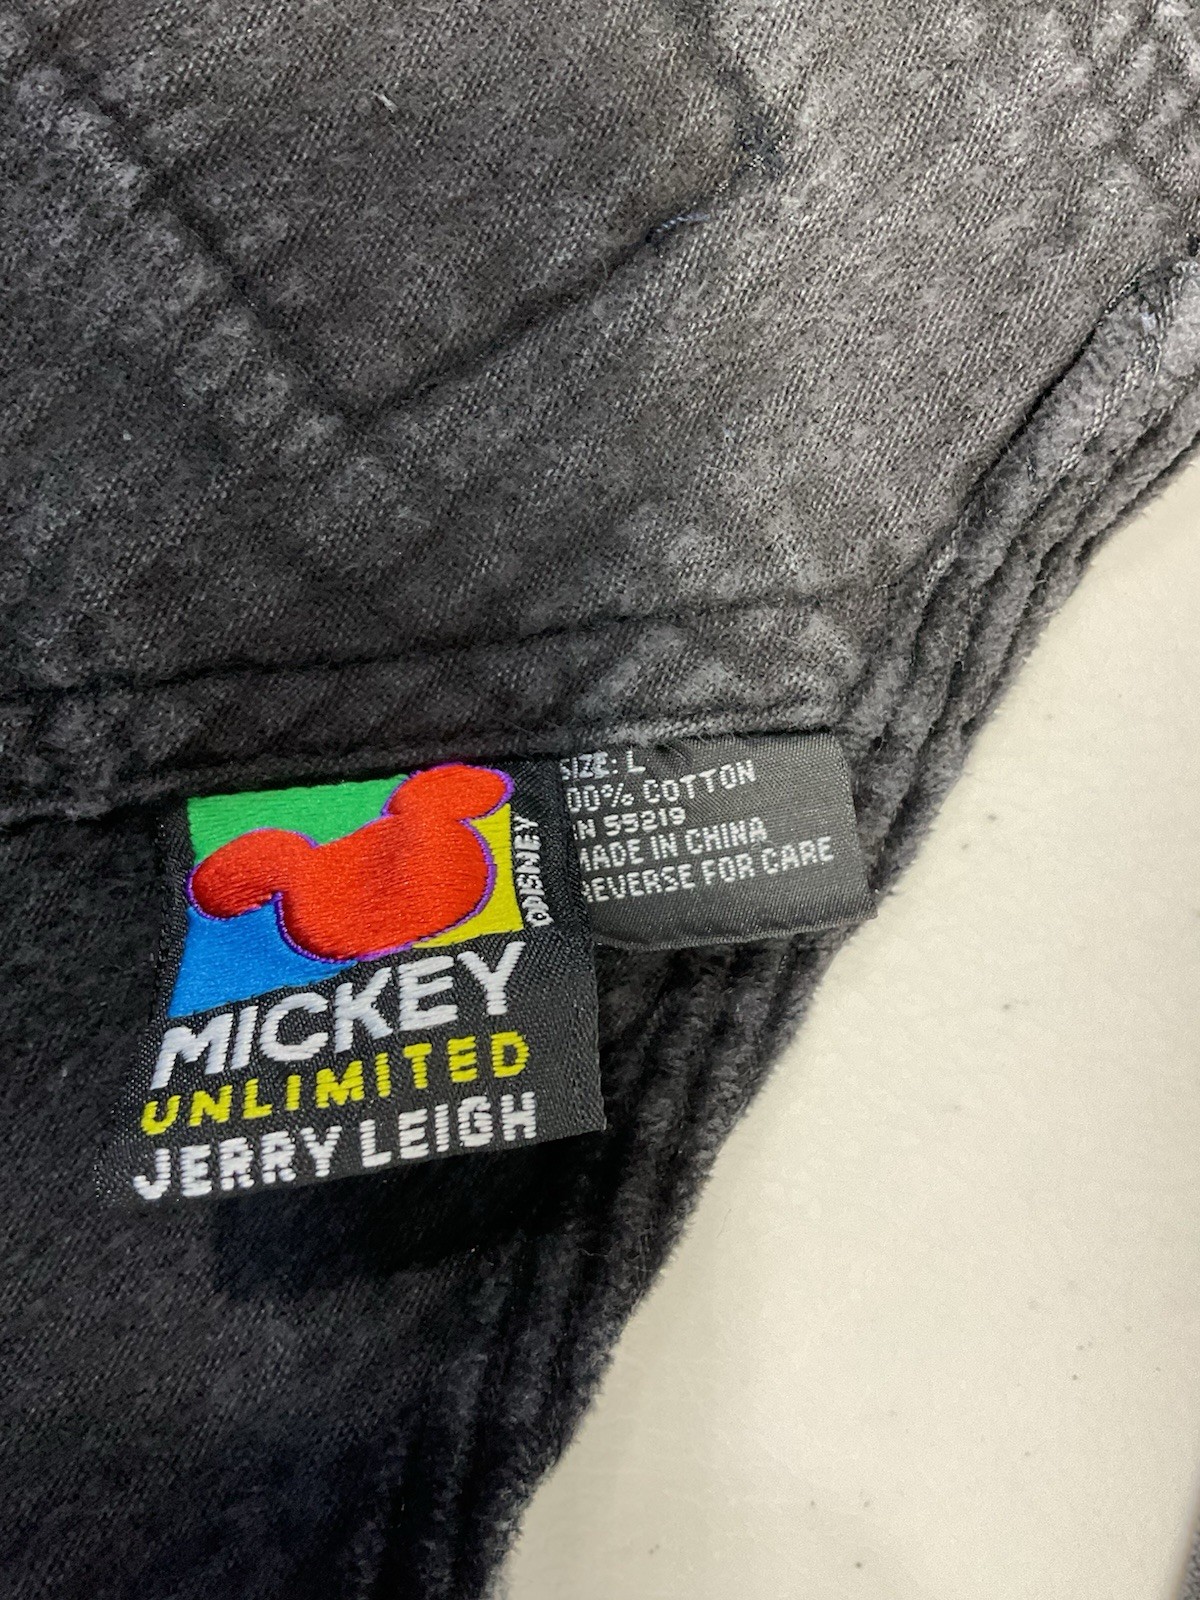 ©DISNEY
MICKEY
UNLIMITED
JERRY LEIGH
SIZE: L
00% COTTON
N 55219
MADE IN CHINA
REVERSE FOR CARE